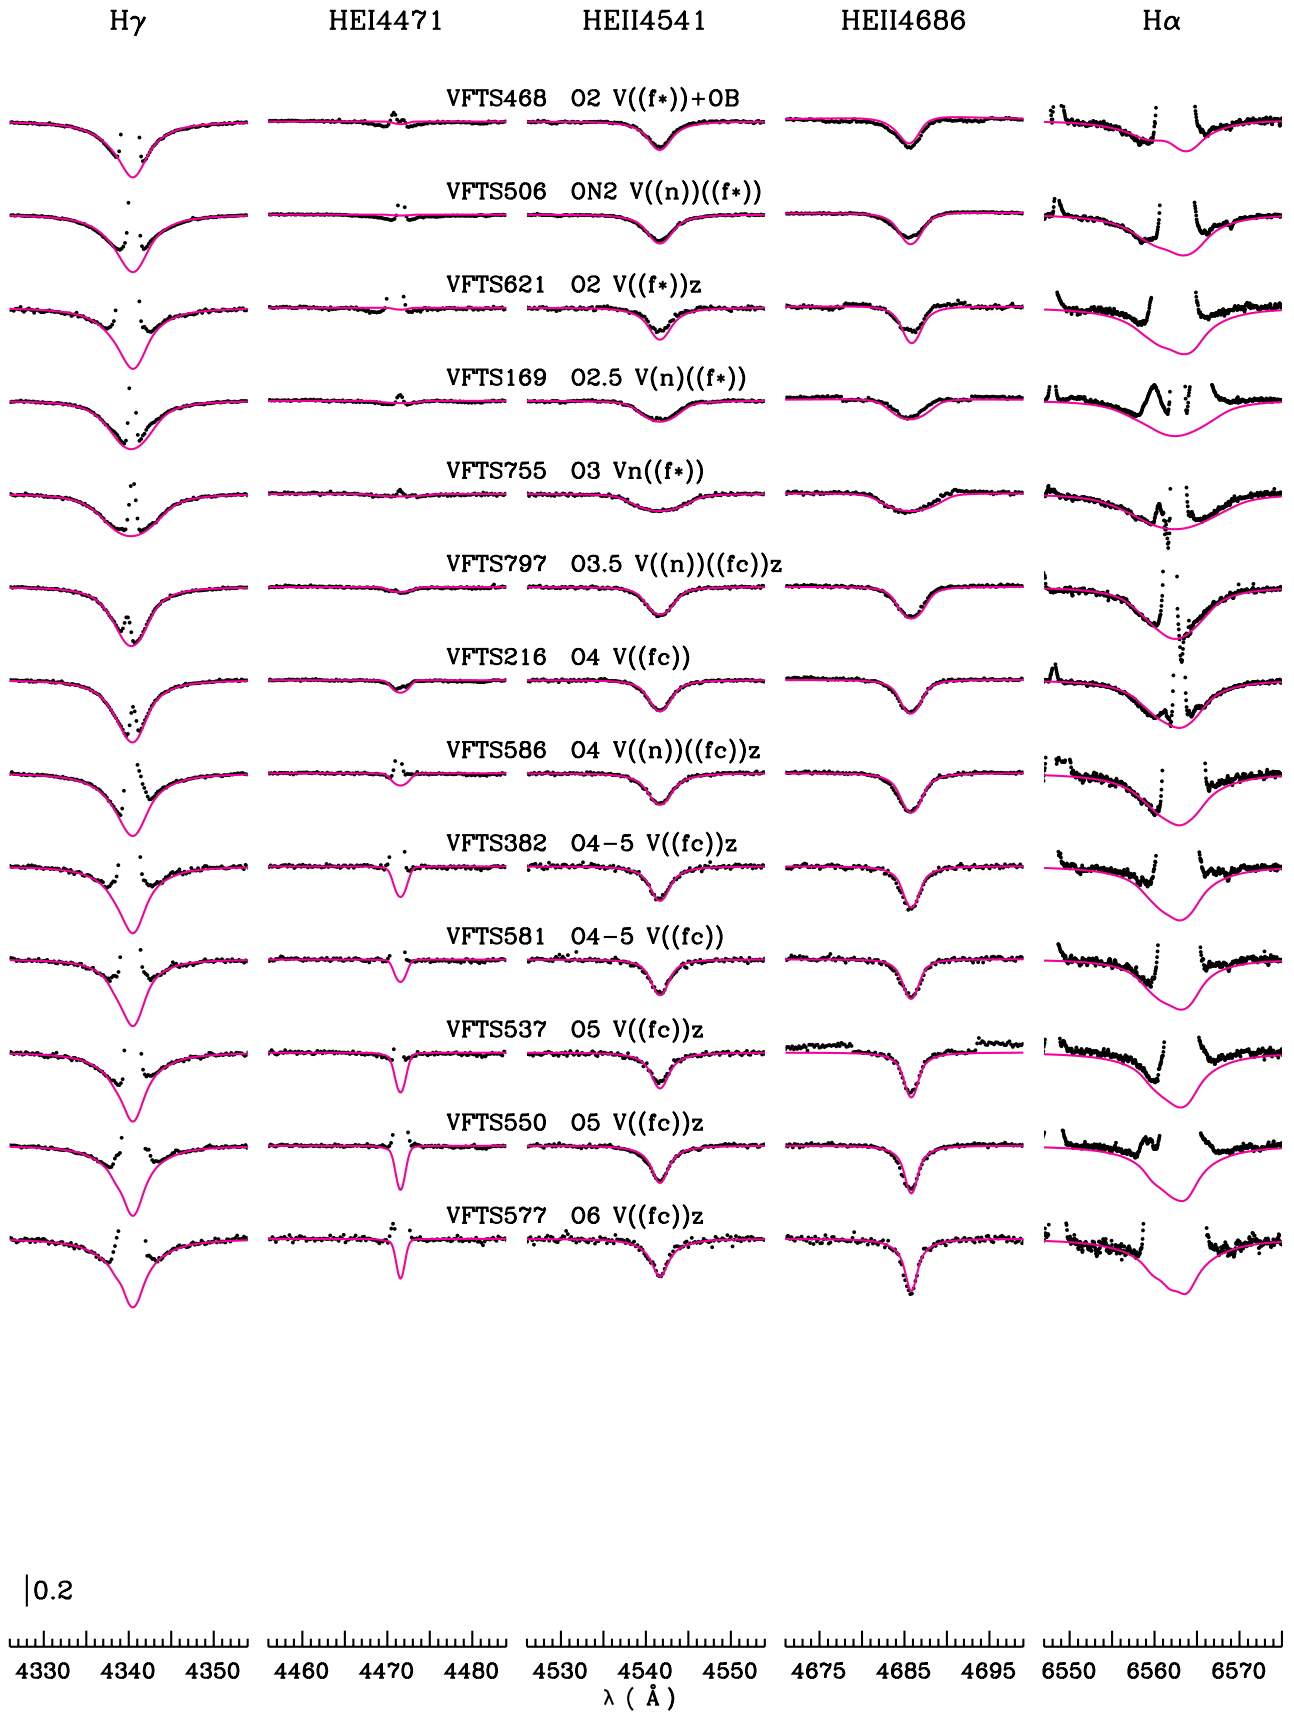 Hγ HEI4471 HEII4541 HEII4686 Hα
VFTS468 O2 V((f*))+OB
VFTS506 ON2 V((n))((f*))
VFTS621 O2 V((f*))z
VFTS169 O2.5 V(n)((f*))
VFTS755 O3 Vn((f*))
VFTS797 O3.5 V((n))((fc))z
VFTS216 O4 V((fc))
VFTS586 O4 V((n))((fc))z
VFTS382 O4-5 V((fc))z
VFTS581 O4-5 V((fc))
VFTS537 O5 V((fc))z
VFTS550 O5 V((fc))z
VFTS577 O6 V((fc))z
0.2
4330 4340 4350 4460 4470 4480 4530 4540 4550 4675 4685 4695 6550 6560 6570
λ ( Å )